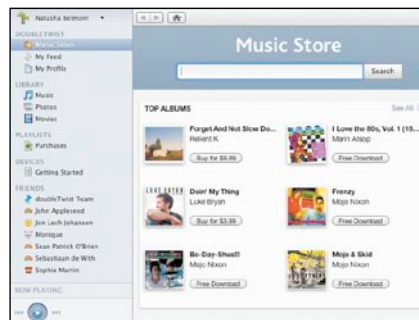 Natasha Belmont
DOUBLETWIST
Music Store
My Feed
My Profile
LIBRARY
Music
Photos
Movies
PLAYLISTS
Purchases
DEVICES
Getting Started
FRIENDS
doubleTwist Team
John Appleseed
Jon Lech Johansen
Monique
Sean Patrick O'Brien
Sebastiaan de With
Sophie Martin
NOW PLAYING
Music Store
Search
TOP ALBUMS
See All
Forget And Not Slow Do...
Relient K
Buy for $9.99
I Love the 80s, Vol. 1 (15...
Marin Alsop
Free Download
LUKE BRYAN
Doin' My Thing
Luke Bryan
Buy for $3.99
Frenzy
Mojo Nixon
Free Download
Bo-Day-Shus!!!
Mojo Nixon
Free Download
Mojo & Skid
Mojo Nixon
Free Download